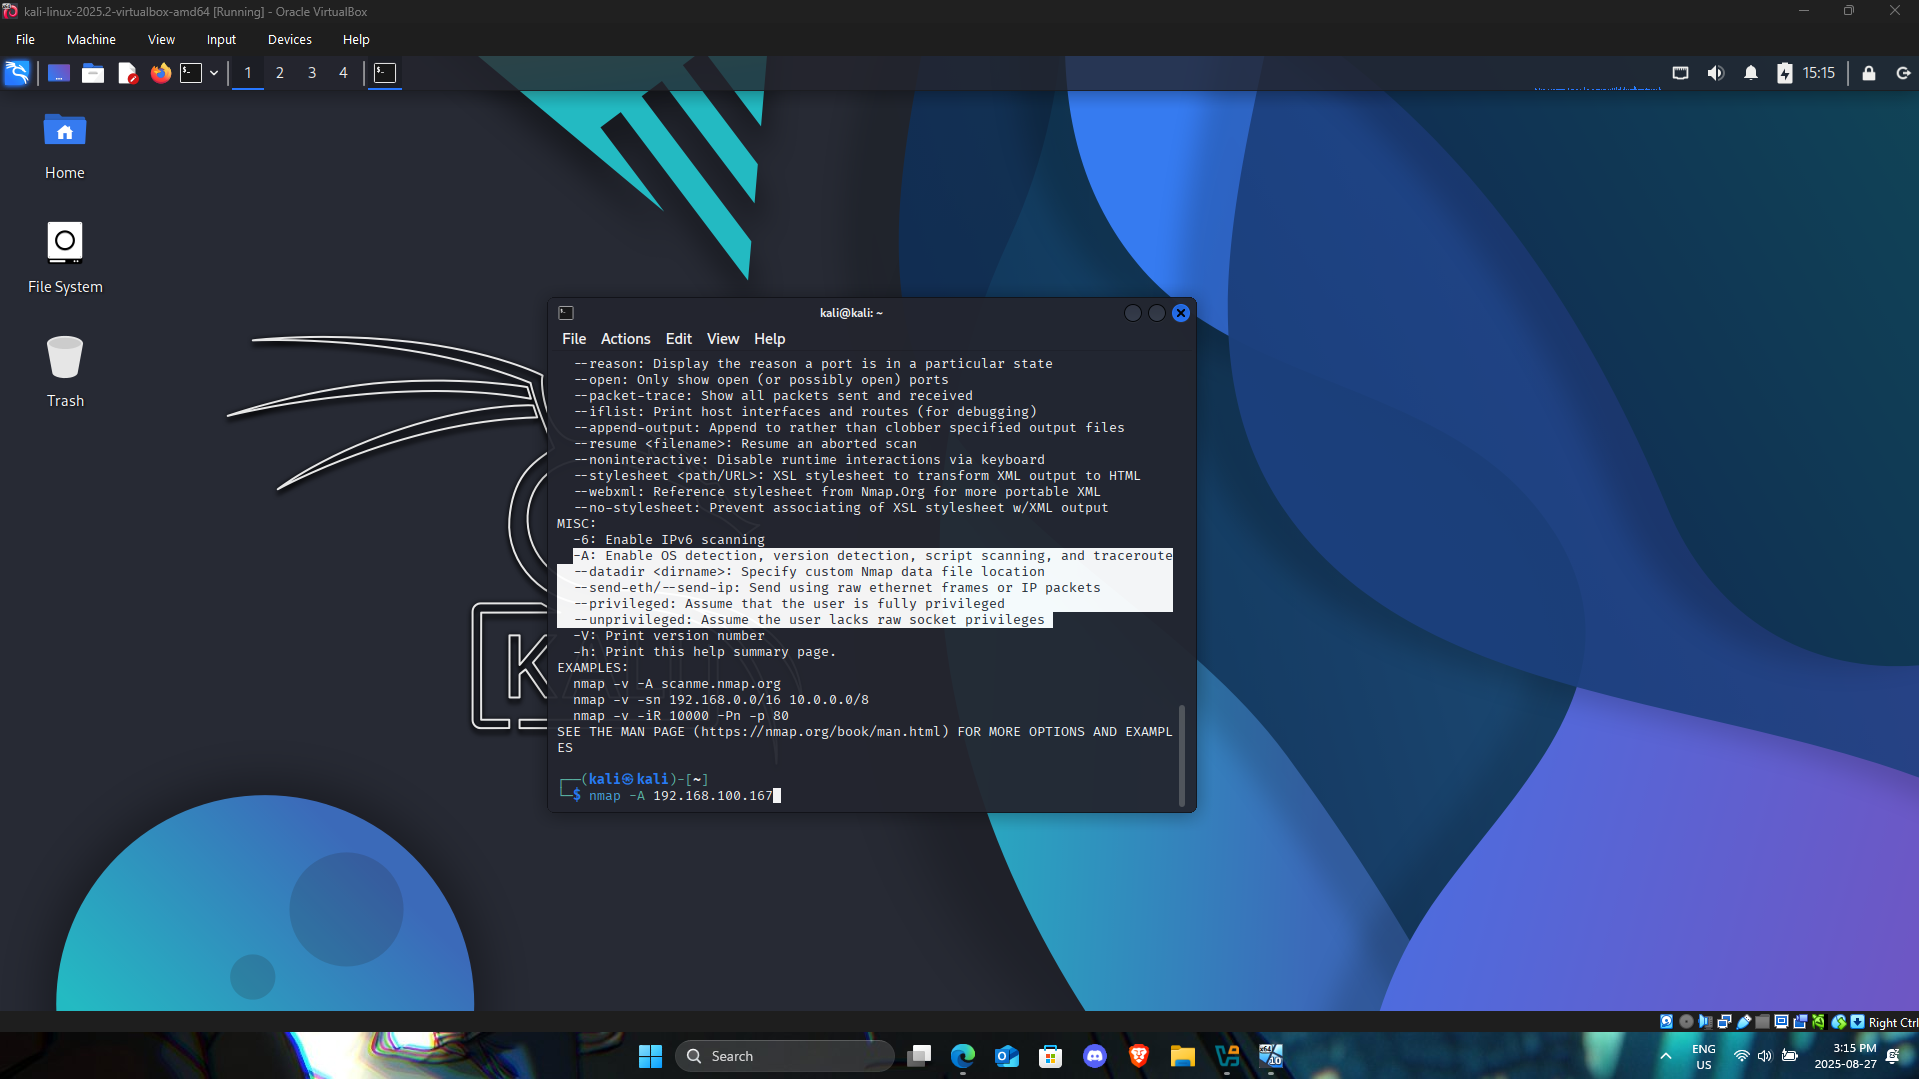 kali-linux-2025.2-virtualbox-amd64 [Running] - Oracle VirtualBox
File Machine View Input Devices Help
1 2 3 4 15:15
Home
File System
Trash
kali@kali: ~
File Actions Edit View Help
--reason: Display the reason a port is in a particular state
--open: Only show open (or possibly open) ports
--packet-trace: Show all packets sent and received
--iflist: Print host interfaces and routes (for debugging)
--append-output: Append to rather than clobber specified output files
--resume <filename>: Resume an aborted scan
--noninteractive: Disable runtime interactions via keyboard
--stylesheet <path/URL>: XSL stylesheet to transform XML output to HTML
--webxml: Reference stylesheet from Nmap.Org for more portable XML
--no-stylesheet: Prevent associating of XSL stylesheet w/XML output
MISC:
-6: Enable IPv6 scanning
-A: Enable OS detection, version detection, script scanning, and traceroute
--datadir <dirname>: Specify custom Nmap data file location
--send-eth/--send-ip: Send using raw ethernet frames or IP packets
--privileged: Assume that the user is fully privileged
--unprivileged: Assume the user lacks raw socket privileges
-V: Print version number
-h: Print this help summary page.
EXAMPLES:
nmap -v -A scanme.nmap.org
nmap -v -sn 192.168.0.0/16 10.0.0.0/8
nmap -v -iR 10000 -Pn -p 80
SEE THE MAN PAGE (https://nmap.org/book/man.html) FOR MORE OPTIONS AND EXAMPL
ES
┌──(kali㉿kali)-[~]
└─$ nmap -A 192.168.100.167
KALI
Right Ctrl
Search
ENG
US
3:15 PM
2025-08-27